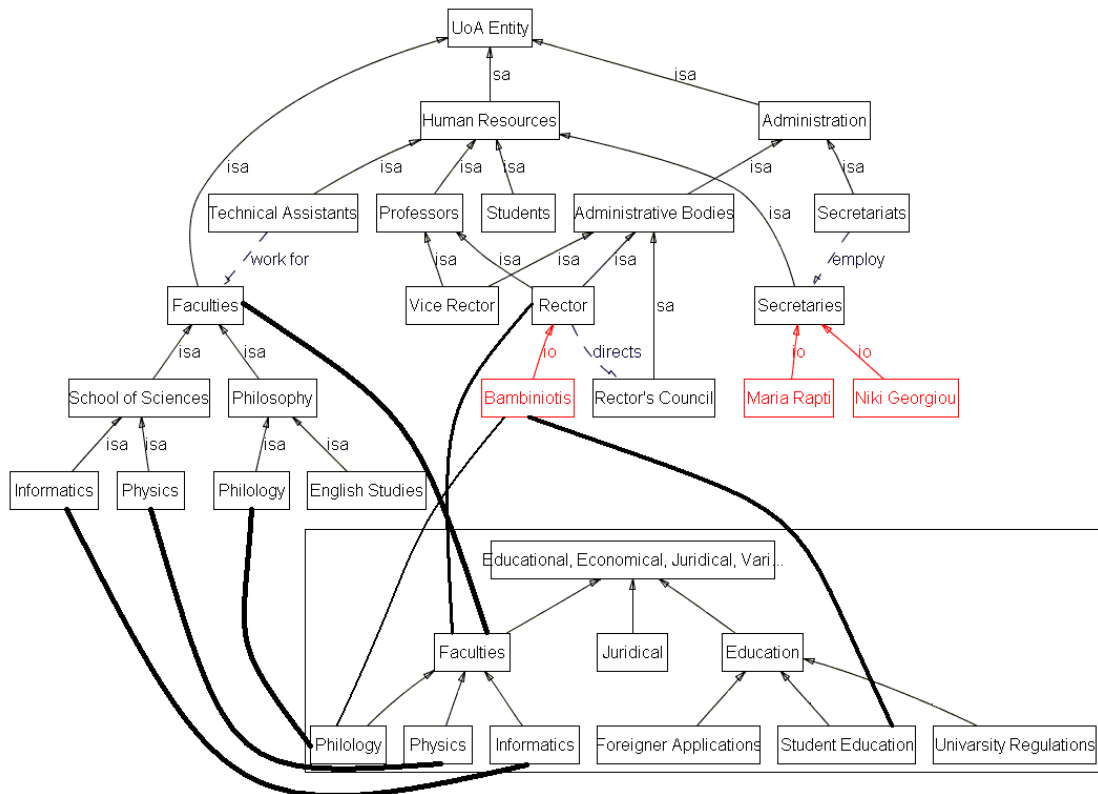 UoA Entity
isa
sa
isa
Human Resources
Administration
isa
isa
isa
isa
isa
isa
Technical Assistants
Professors
Students
Administrative Bodies
Secretariats
isa
work for
isa
isa
isa
isa
employ
Faculties
Vice Rector
Rector
sa
Secretaries
isa
isa
io
directs
io
io
School of Sciences
Philosophy
Bambiniotis
Rector's Council
Maria Rapti
Niki Georgiou
isa
isa
isa
isa
Informatics
Physics
Philology
English Studies
Educational, Economical, Juridical, Vari...
Faculties
Juridical
Education
Philology
Physics
Informatics
Foreigner Applications
Student Education
Univarsity Regulations